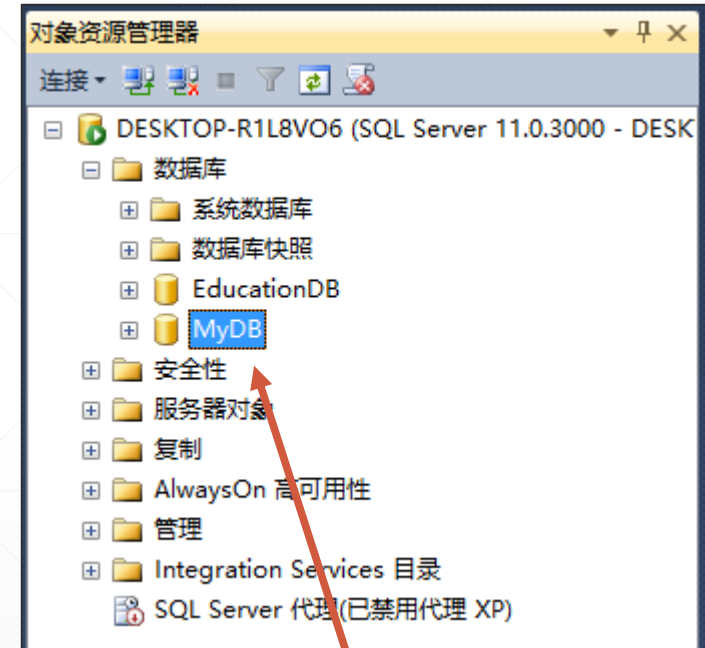 对象资源管理器
连接
DESKTOP-R1L8VO6 (SQL Server 11.0.3000 - DESK
数据库
系统数据库
数据库快照
EducationDB
MyDB
安全性
服务器对象
复制
AlwaysOn 高可用性
管理
Integration Services 目录
SQL Server 代理(已禁用代理 XP)